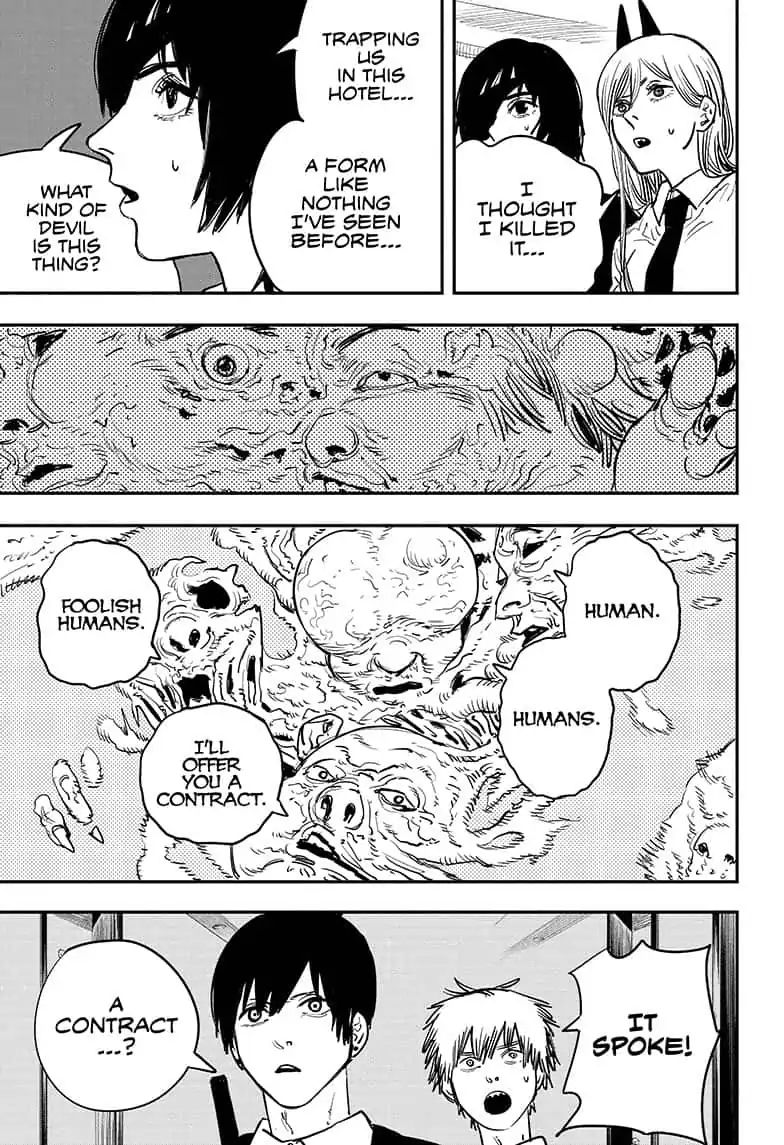 I
THOUGHT
I KILLED
IT...
TRAPPING
US
IN THIS
HOTEL...
A FORM
LIKE
NOTHING
I'VE SEEN
BEFORE...
WHAT
KIND OF
DEVIL
IS THIS
THING?
HUMAN.
HUMANS.
FOOLISH
HUMANS.
I'LL
OFFER
YOU A
CONTRACT.
IT
SPOKE!
A
CONTRACT
...?